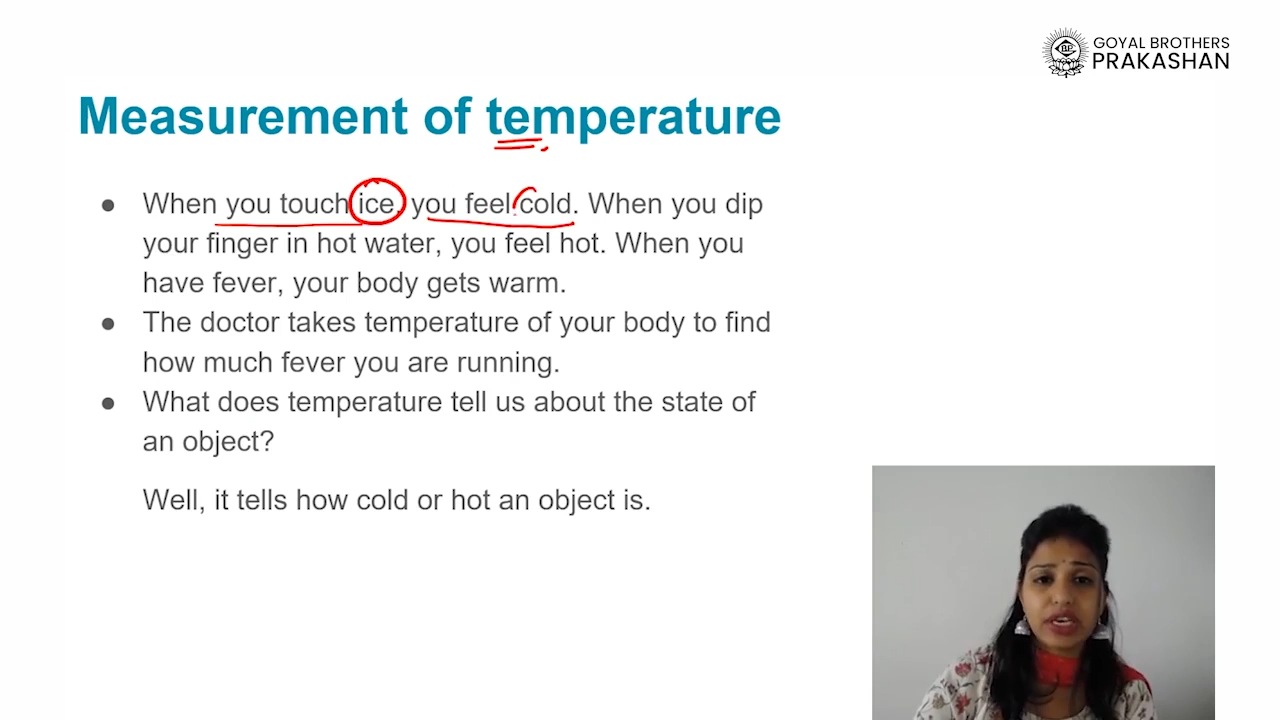 GOYAL BROTHERS
PRAKASHAN
Measurement of temperature
● When you touch ice, you feel cold. When you dip
your finger in hot water, you feel hot. When you
have fever, your body gets warm.
● The doctor takes temperature of your body to find
how much fever you are running.
● What does temperature tell us about the state of
an object?
Well, it tells how cold or hot an object is.